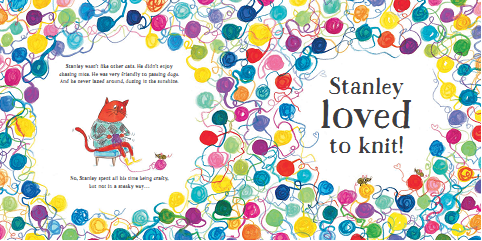 Stanley wasn't like other cats. He didn't enjoy
chasing mice. He was very friendly to passing dogs.
And he never lazed around, dozing in the sunshine.
No, Stanley spent all his time being crafty,
but not in a sneaky way...
Stanley
loved
to knit!